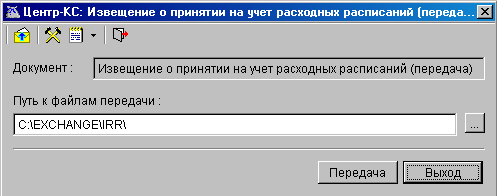 Центр-КС: Извещение о принятии на учет расходных расписаний (переда...
Документ : Извещение о принятии на учет расходных расписаний (передача)
Путь к файлам передачи :
C:\EXCHANGE\IRR\
...
Передача Выход